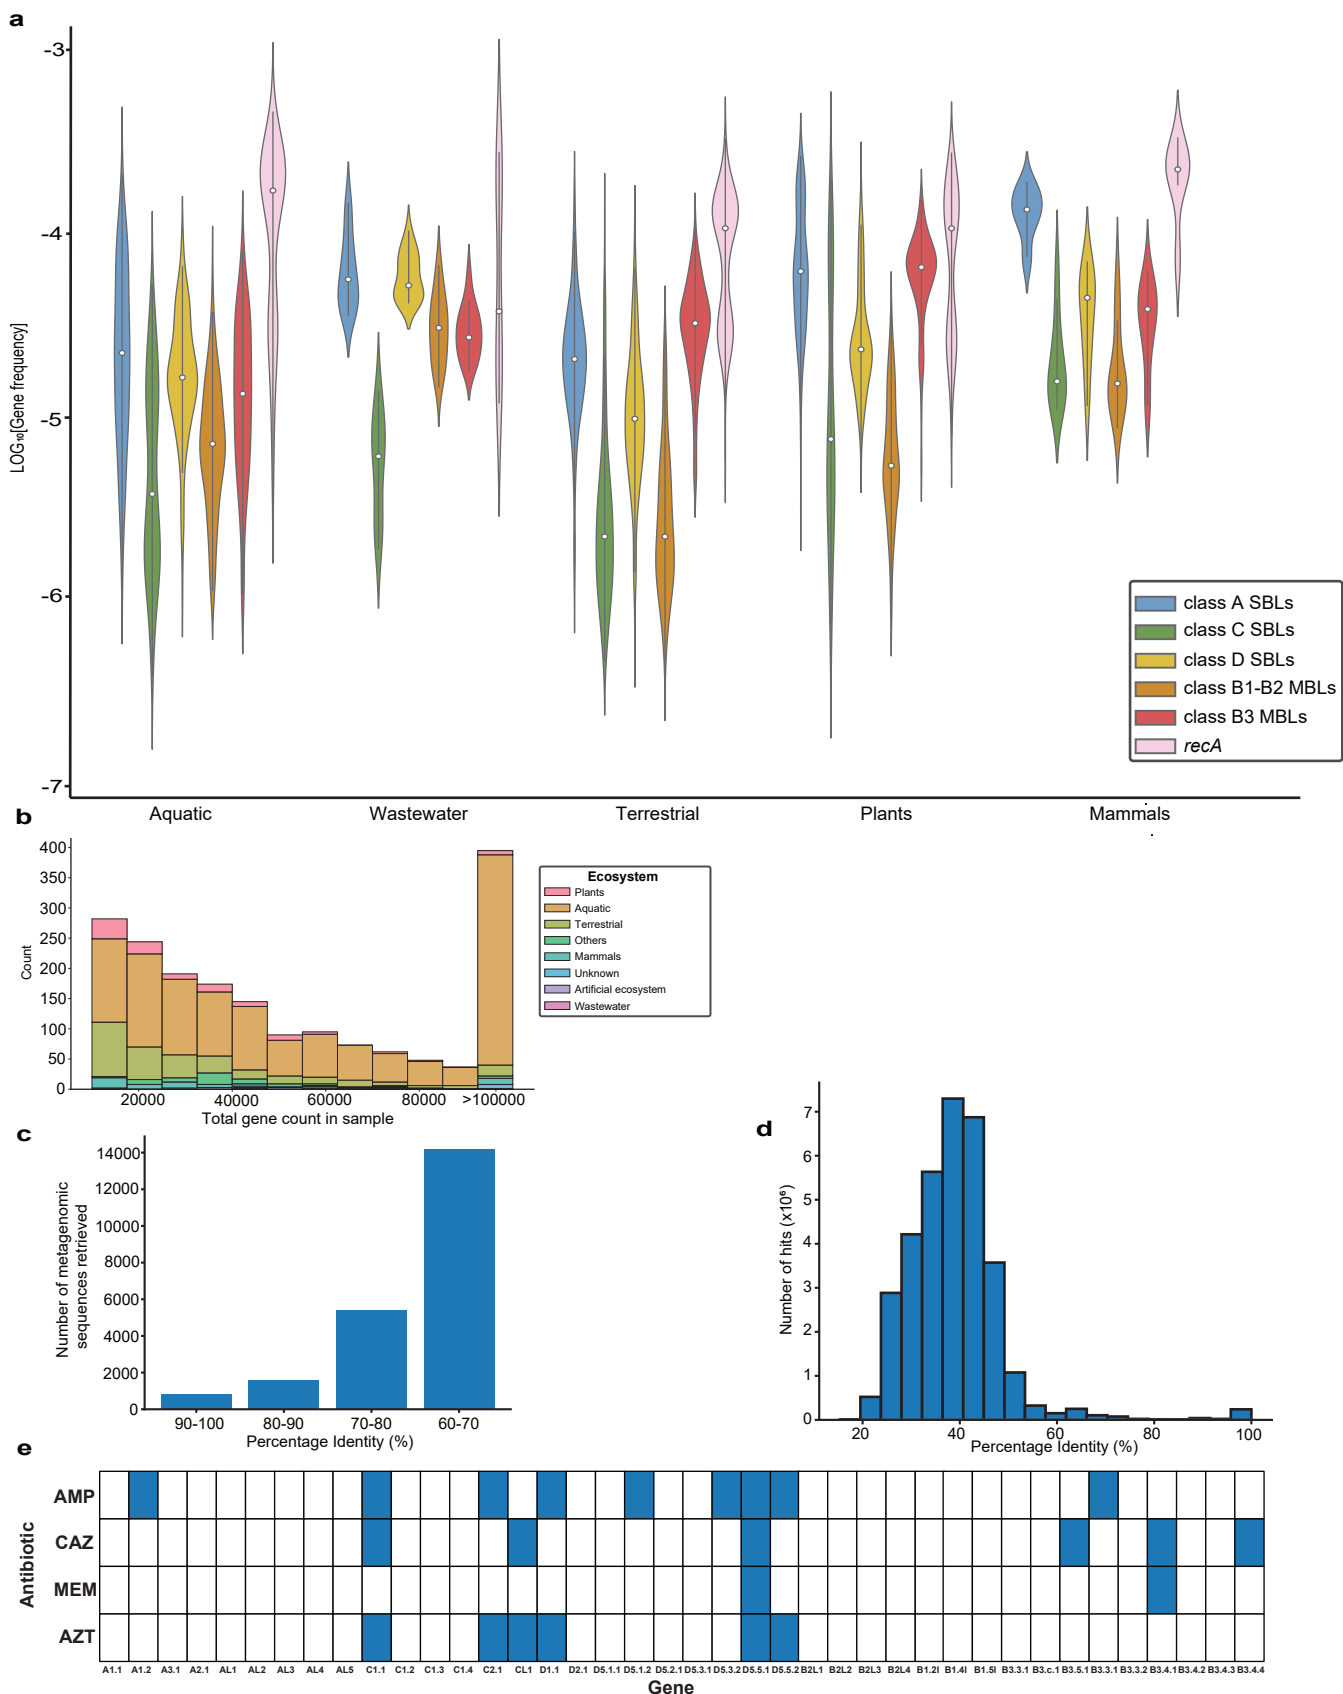 a
-3
-4
-5
-6
-7
LOG₁₀[Gene frequency]
class A SBLs
class C SBLs
class D SBLs
class B1-B2 MBLs
class B3 MBLs
recA
Aquatic Wastewater Terrestrial Plants Mammals
b
400
350
300
250
200
150
100
50
0
Count
20000 40000 60000 80000 >100000
Total gene count in sample
Ecosystem
Plants
Aquatic
Terrestrial
Others
Mammals
Unknown
Artificial ecosystem
Wastewater
c
14000
12000
10000
8000
6000
4000
2000
0
Number of metagenomic
sequences retrieved
90-100 80-90 70-80 60-70
Percentage Identity (%)
d
7
6
5
4
3
2
1
0
Number of hits (x10⁶)
20 40 60 80 100
Percentage Identity (%)
e
Antibiotic
AMP
CAZ
MEM
AZT
A1.1 A1.2 A3.1 A2.1 AL1 AL2 AL3 AL4 AL5 C1.1 C1.2 C1.3 C1.4 C2.1 CL1 D1.1 D2.1 D5.1.1 D5.1.2 D5.2.1 D5.3.1 D5.3.2 D5.5.1 D5.5.2 B2L1 B2L2 B2L3 B2L4 B1.2l B1.4l B1.5l B3.3.1 B3.c.1 B3.5.1 B3.3.1 B3.3.2 B3.4.1 B3.4.2 B3.4.3 B3.4.4
Gene